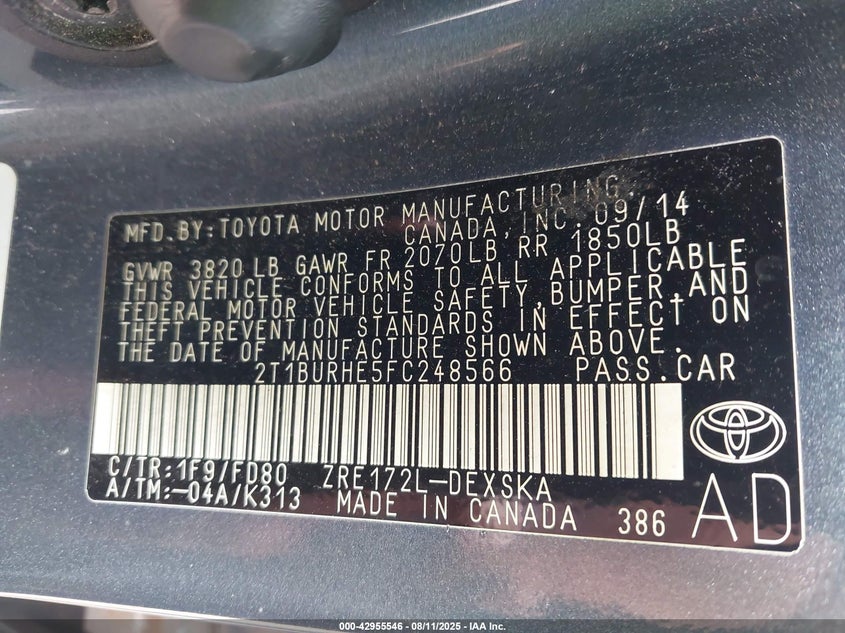 MFD.BY:TOYOTA MOTOR MANUFACTURING
CANADA,INC. 09/14
GVWR 3820 LB GAWR FR 2070LB RR 1850LB
THIS VEHICLE CONFORMS TO ALL APPLICABLE
FEDERAL MOTOR VEHICLE SAFETY,BUMPER,AND
THEFT PREVENTION STANDARDS IN EFFECT ON
THE DATE OF MANUFACTURE SHOWN ABOVE.
2T1BURHE5FC248566 PASS.CAR
C/TR:1F9/FD80 ZRE172L-DEXSKA
A/TM:-04A/K313 MADE IN CANADA 386 AD
000-42955546 - 08/11/2025 - IAA Inc.